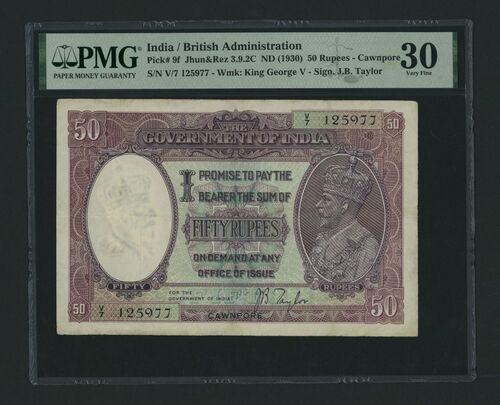 PMG
PAPER MONEY GUARANTY
India / British Administration
Pick# 9f Jhun&Rez 3.9.2C ND (1930) 50 Rupees - Cawnpore
S/N V/7 125977 - Wmk: King George V - Sign. J.B. Taylor
30
Very Fine
50
V/7 125977
50
THE
GOVERNMENT OF INDIA
I PROMISE TO PAY THE
BEARER THE SUM OF
FIFTY RUPEES
ON DEMAND AT ANY
OFFICE OF ISSUE
FIFTY
RUPEES
FOR THE
GOVERNMENT OF INDIA
JB Taylor
50
V/7 125977
CAWNPORE
50